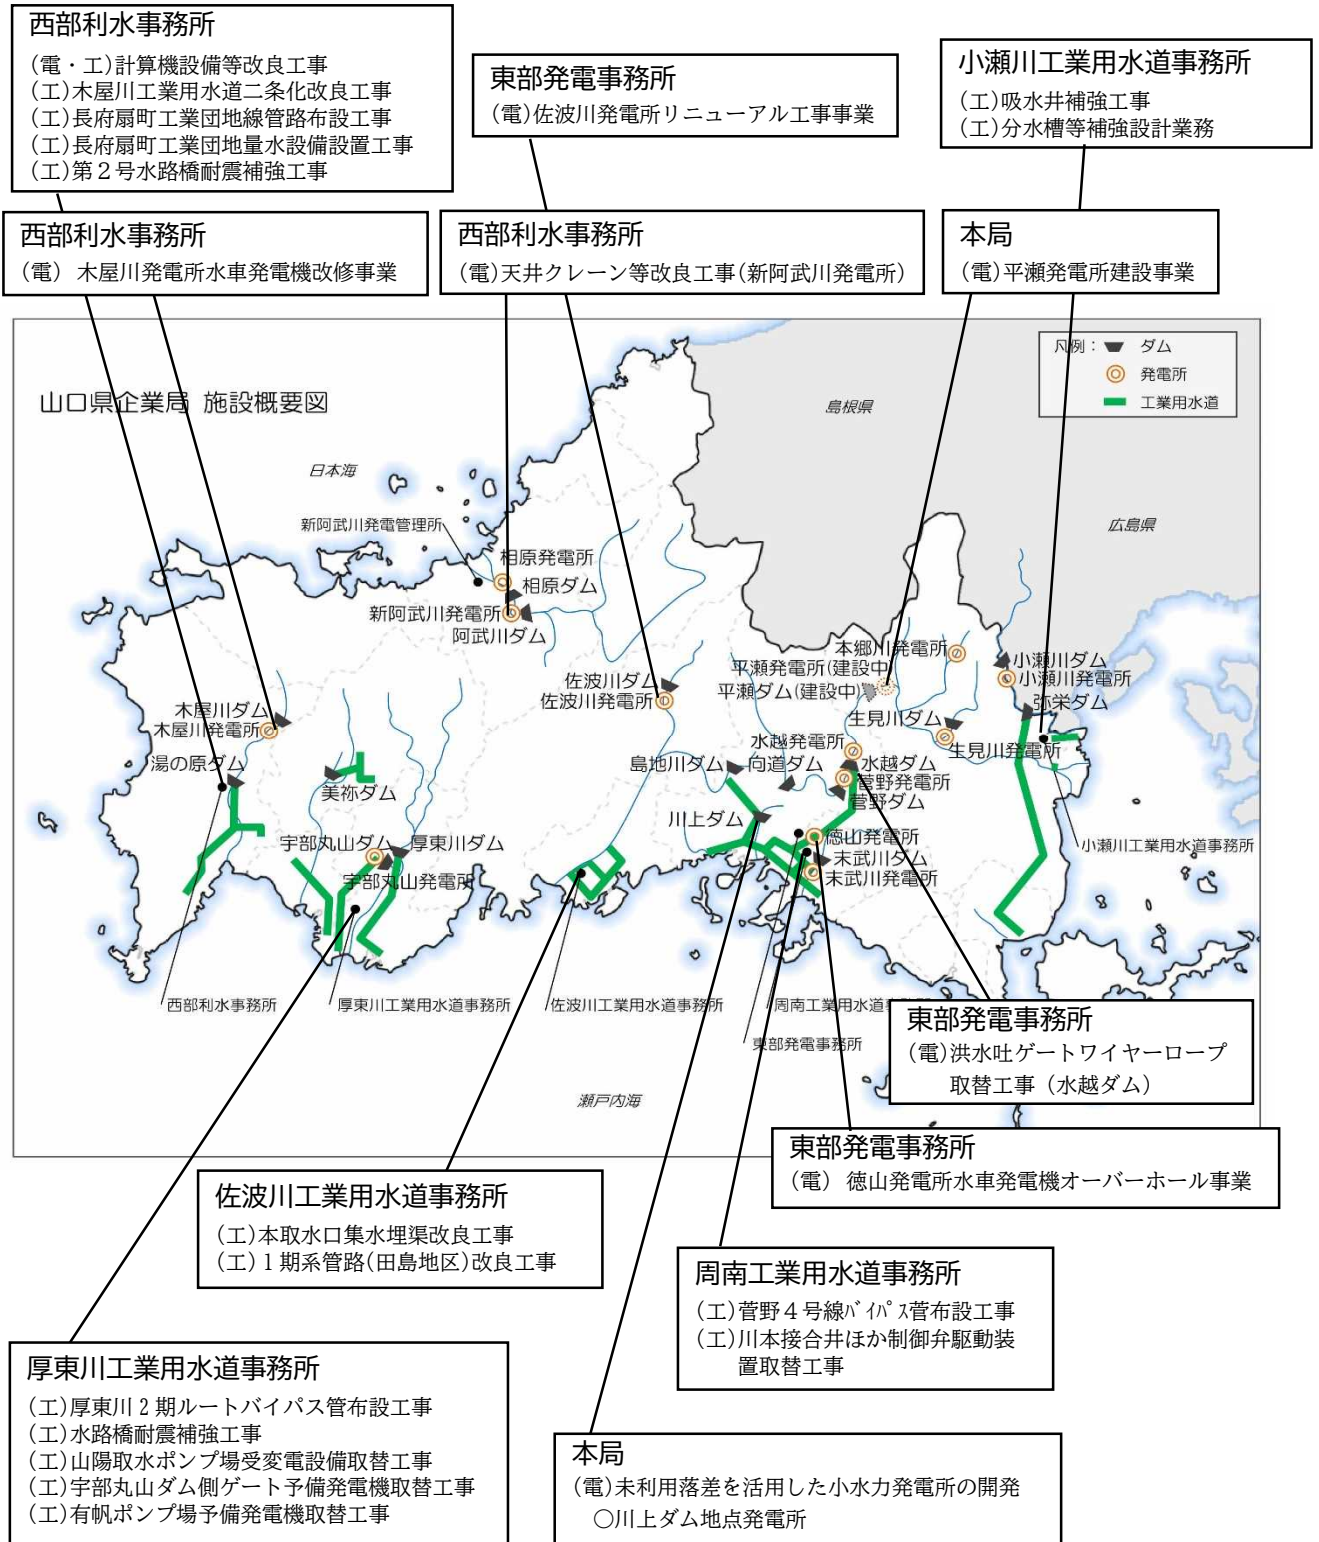 西部利水事務所
（電・工）計算機設備等改良工事
（工）木屋川工業用水道二条化改良工事
（工）長府扇町工業団地線管路布設工事
（工）長府扇町工業団地量水設備設置工事
（工）第２号水路橋耐震補強工事
東部発電事務所
（電）佐波川発電所リニューアル工事事業
小瀬川工業用水道事務所
（工）吸水井補強工事
（工）分水槽等補強設計業務
西部利水事務所
（電） 木屋川発電所水車発電機改修事業
西部利水事務所
（電）天井クレーン等改良工事（新阿武川発電所）
本局
（電）平瀬発電所建設事業
山口県企業局 施設概要図
凡例：
ダム
発電所
工業用水道
島根県
日本海
広島県
新阿武川発電管理所
相原発電所
相原ダム
新阿武川発電所
阿武川ダム
本郷川発電所
平瀬発電所(建設中)
平瀬ダム(建設中)
小瀬川ダム
小瀬川発電所
弥栄ダム
佐波川ダム
佐波川発電所
木屋川ダム
木屋川発電所
生見川ダム
生見川発電所
水越発電所
水越ダム
湯の原ダム
美祢ダム
島地川ダム
向道ダム
菅野発電所
菅野ダム
川上ダム
宇部丸山ダム
厚東川ダム
宇部丸山発電所
徳山発電所
末武川ダム
末武川発電所
小瀬川工業用水道事務所
西部利水事務所
厚東川工業用水道事務所
佐波川工業用水道事務所
周南工業用水道
東部発電事務所
瀬戸内海
東部発電事務所
（電）洪水吐ゲートワイヤーロープ
取替工事（水越ダム）
東部発電事務所
（電） 徳山発電所水車発電機オーバーホール事業
佐波川工業用水道事務所
（工）本取水口集水埋渠改良工事
（工）１期系管路(田島地区)改良工事
周南工業用水道事務所
（工）菅野４号線ﾊﾞｲﾊﾟｽ菅布設工事
（工）川本接合井ほか制御弁駆動装
置取替工事
厚東川工業用水道事務所
（工）厚東川２期ルートバイパス管布設工事
（工）水路橋耐震補強工事
（工）山陽取水ポンプ場受変電設備取替工事
（工）宇部丸山ダム側ゲート予備発電機取替工事
（工）有帆ポンプ場予備発電機取替工事
本局
（電）未利用落差を活用した小水力発電所の開発
○川上ダム地点発電所